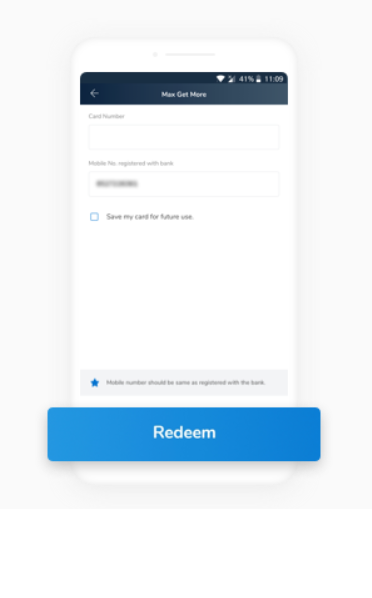 41% 11:09
Max Get More
Card Number
Mobile No. registered with bank
Save my card for future use.
Mobile number should be same as registered with the bank.
Redeem